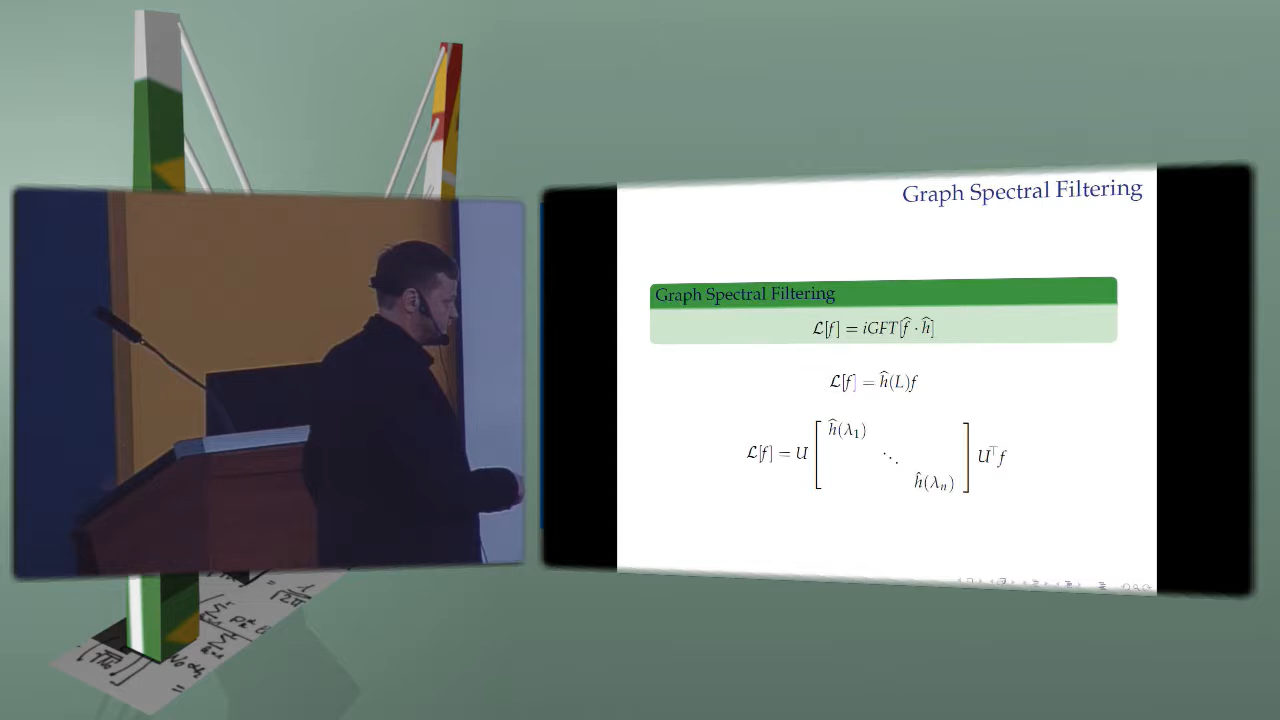 Graph Spectral Filtering
Graph Spectral Filtering
ℒ[f] = iGFT[f̂ · ĥ]
ℒ[f] = ĥ(L)f
ℒ[f] = U [ ĥ(λ₁) ⋱ ĥ(λₙ) ] U⊤f